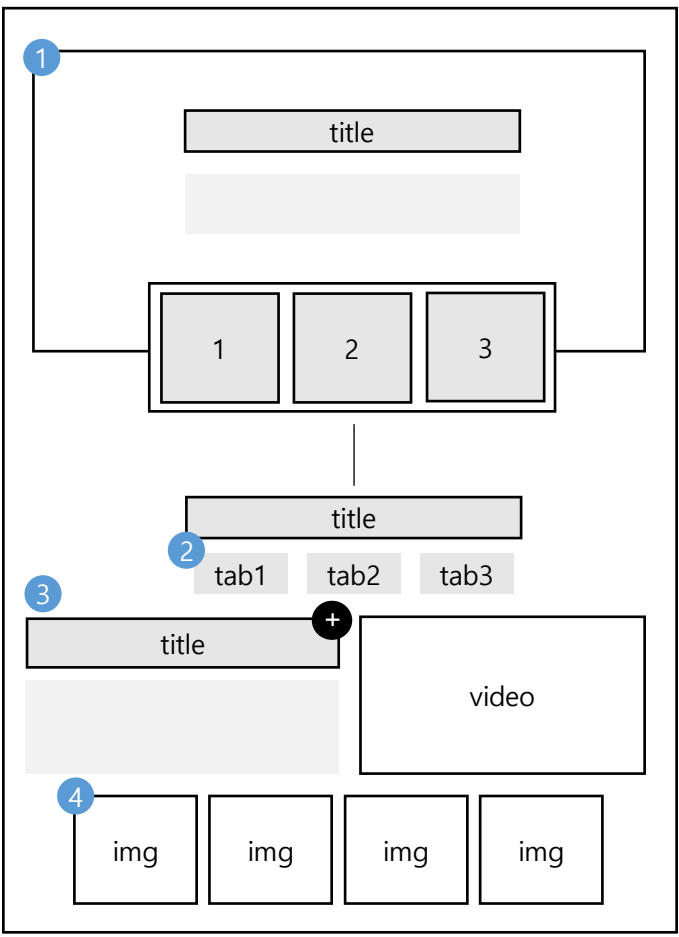 1
title
1
2
3
title
2
tab1
tab2
tab3
3
+
title
video
4
img
img
img
img